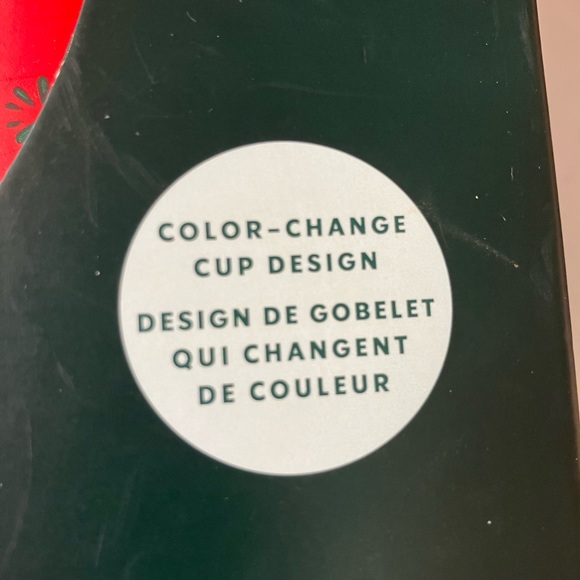 COLOR-CHANGE
CUP DESIGN
DESIGN DE GOBELET
QUI CHANGENT
DE COULEUR